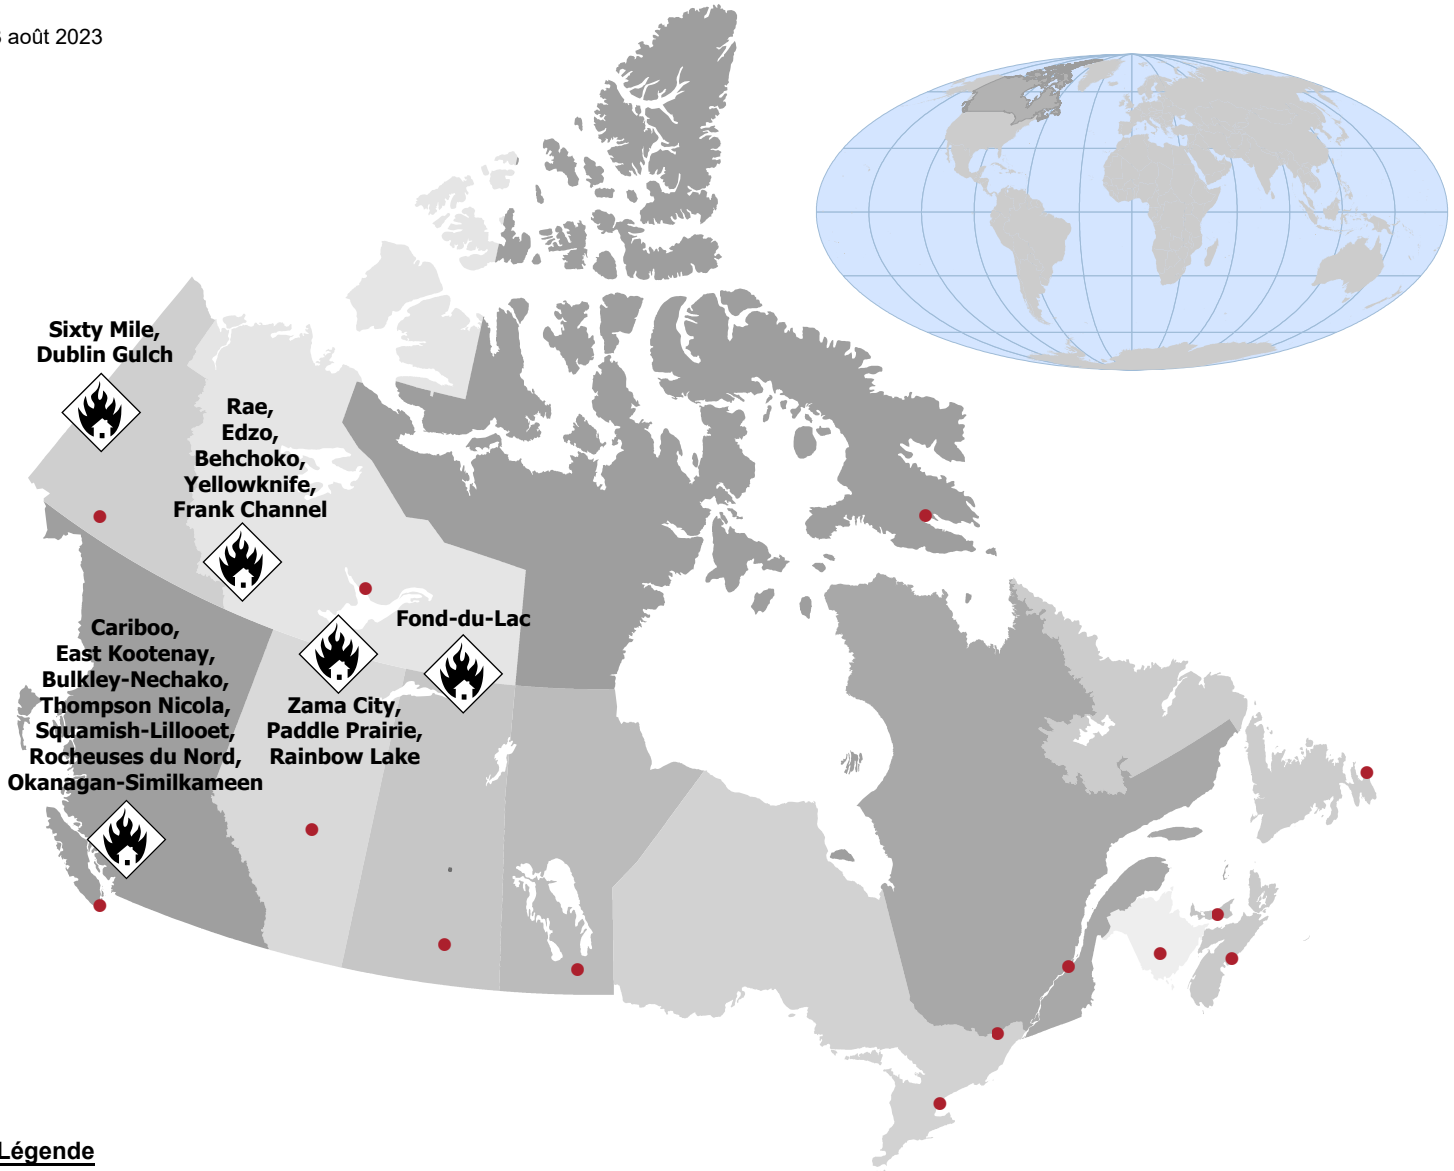 août 2023
Sixty Mile,
Dublin Gulch
Rae,
Edzo,
Behchoko,
Yellowknife,
Frank Channel
Fond-du-Lac
Cariboo,
East Kootenay,
Bulkley-Nechako,
Thompson Nicola,
Squamish-Lillooet,
Rocheuses du Nord,
Okanagan-Similkameen
Zama City,
Paddle Prairie,
Rainbow Lake
Légende